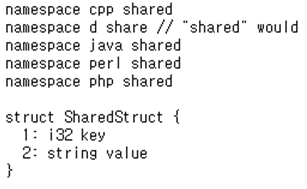 namespace cpp shared
namespace d share // "shared" would
namespace java shared
namespace perl shared
namespace php shared

struct SharedStruct {
  1: i32 key
  2: string value
}